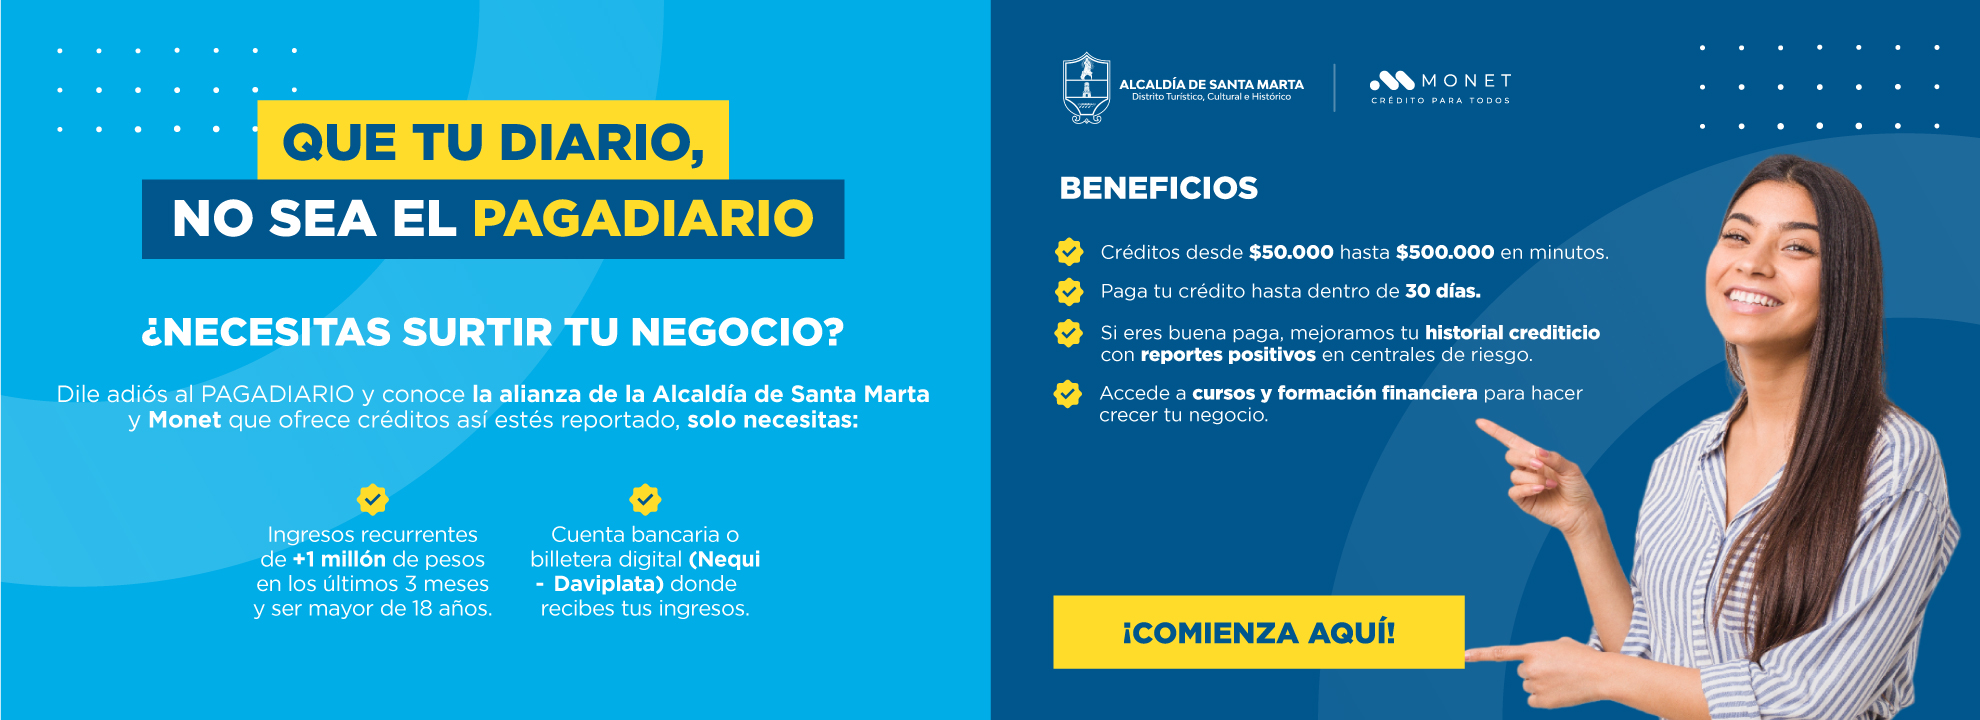 QUE TU DIARIO,
NO SEA EL PAGADIARIO
¿NECESITAS SURTIR TU NEGOCIO?
Dile adiós al PAGADIARIO y conoce la alianza de la Alcaldía de Santa Marta
y Monet que ofrece créditos así estés reportado, solo necesitas:
Ingresos recurrentes
de +1 millón de pesos
en los últimos 3 meses
y ser mayor de 18 años.
Cuenta bancaria o
billetera digital (Nequi
- Daviplata) donde
recibes tus ingresos.
ALCALDÍA DE SANTA MARTA
Distrito Turístico, Cultural e Histórico
MONET
CRÉDITO PARA TODOS
BENEFICIOS
Créditos desde $50.000 hasta $500.000 en minutos.
Paga tu crédito hasta dentro de 30 días.
Si eres buena paga, mejoramos tu historial crediticio
con reportes positivos en centrales de riesgo.
Accede a cursos y formación financiera para hacer
crecer tu negocio.
¡COMIENZA AQUÍ!